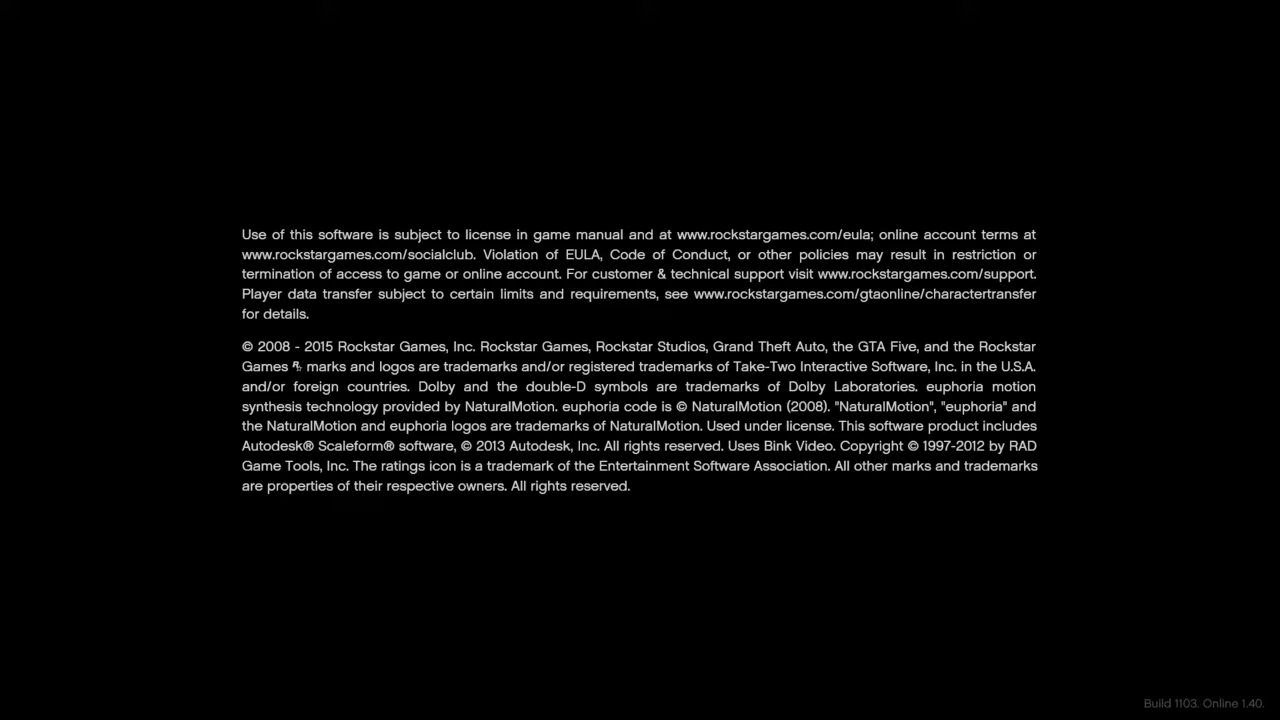 Use of this software is subject to license in game manual and at www.rockstargames.com/eula; online account terms at
www.rockstargames.com/socialclub. Violation of EULA, Code of Conduct, or other policies may result in restriction or
termination of access to game or online account. For customer & technical support visit www.rockstargames.com/support.
Player data transfer subject to certain limits and requirements, see www.rockstargames.com/gtaonline/charactertransfer
for details.
© 2008 - 2015 Rockstar Games, Inc. Rockstar Games, Rockstar Studios, Grand Theft Auto, the GTA Five, and the Rockstar
Games R* marks and logos are trademarks and/or registered trademarks of Take-Two Interactive Software, Inc. in the U.S.A.
and/or foreign countries. Dolby and the double-D symbols are trademarks of Dolby Laboratories. euphoria motion
synthesis technology provided by NaturalMotion. euphoria code is © NaturalMotion (2008). "NaturalMotion", "euphoria" and
the NaturalMotion and euphoria logos are trademarks of NaturalMotion. Used under license. This software product includes
Autodesk® Scaleform® software, © 2013 Autodesk, Inc. All rights reserved. Uses Bink Video. Copyright © 1997-2012 by RAD
Game Tools, Inc. The ratings icon is a trademark of the Entertainment Software Association. All other marks and trademarks
are properties of their respective owners. All rights reserved.
Build 1103. Online 1.40.